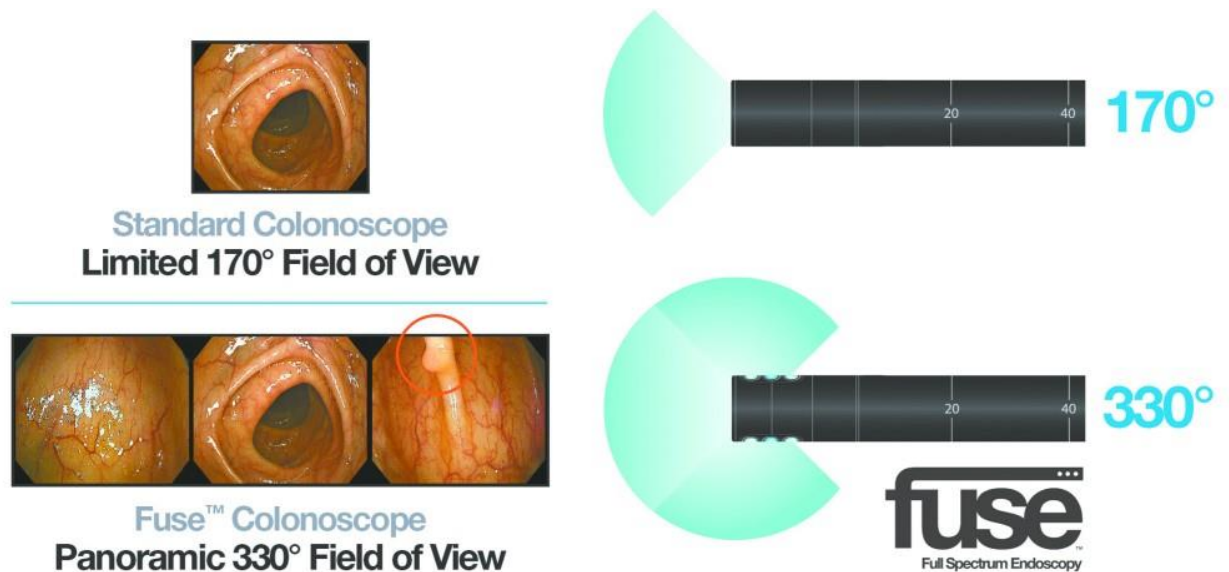 Standard Colonoscope
Limited 170° Field of View
20
40
170°
Fuse™ Colonoscope
Panoramic 330° Field of View
20
40
330°
fuse™
Full Spectrum Endoscopy